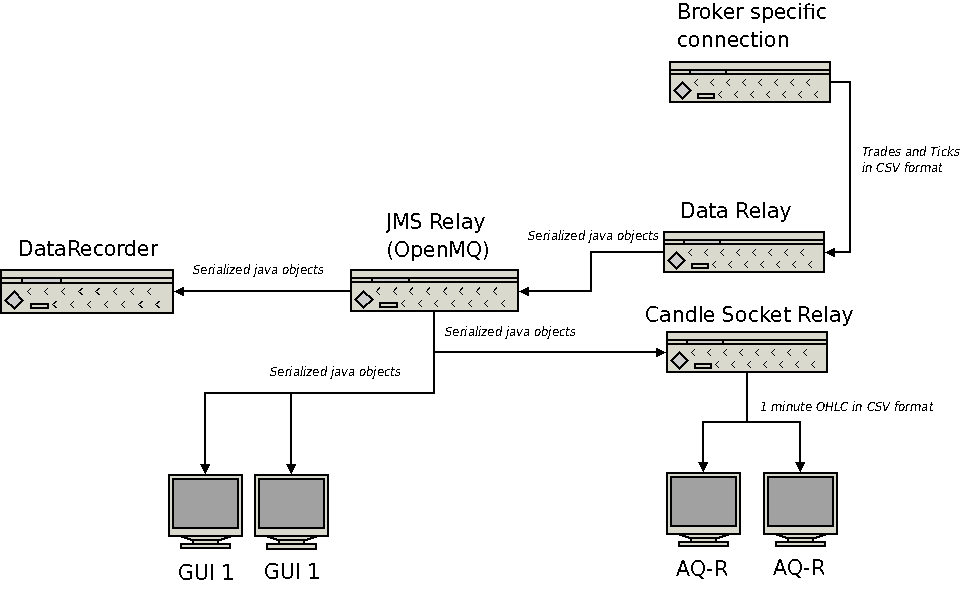 Broker specific
connection
Trades and Ticks
in CSV format
Data Relay
JMS Relay
(OpenMQ)
Serialized java objects
DataRecorder
Serialized java objects
Candle Socket Relay
Serialized java objects
Serialized java objects
1 minute OHLC in CSV format
GUI 1
GUI 1
AQ-R
AQ-R